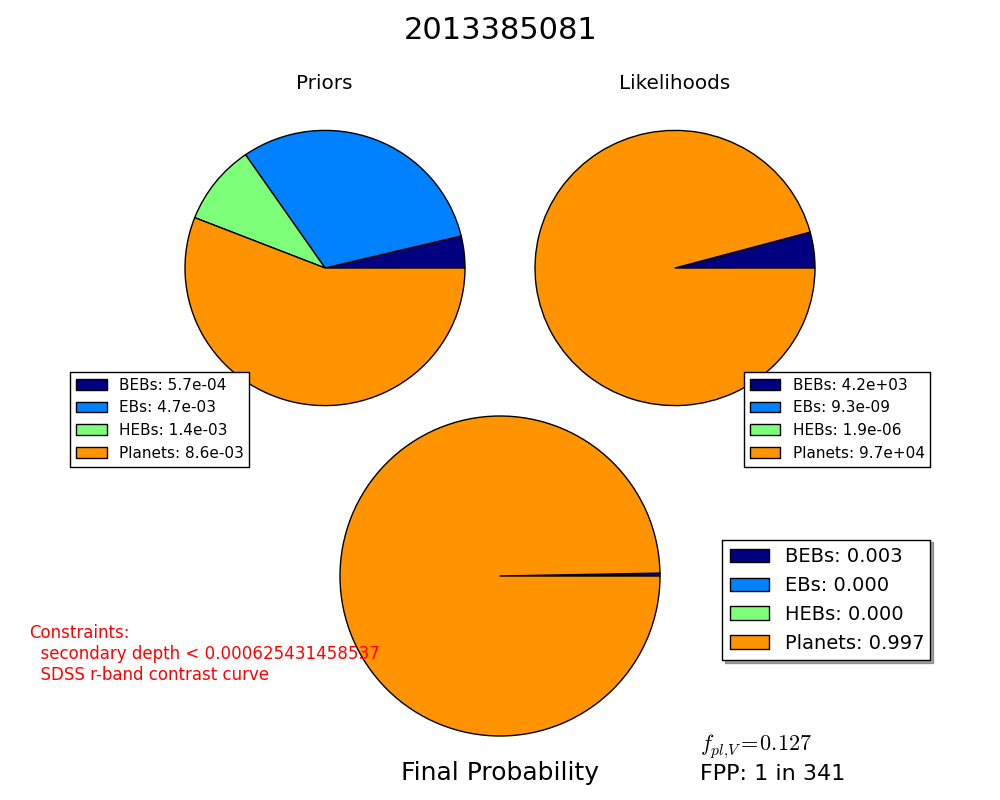 2013385081
Priors
Likelihoods
BEBs: 5.7e-04
EBs: 4.7e-03
HEBs: 1.4e-03
Planets: 8.6e-03
BEBs: 4.2e+03
EBs: 9.3e-09
HEBs: 1.9e-06
Planets: 9.7e+04
BEBs: 0.003
EBs: 0.000
HEBs: 0.000
Planets: 0.997
Constraints:
secondary depth < 0.000625431458537
SDSS r-band contrast curve
f_{pl,V}=0.127
Final Probability
FPP: 1 in 341